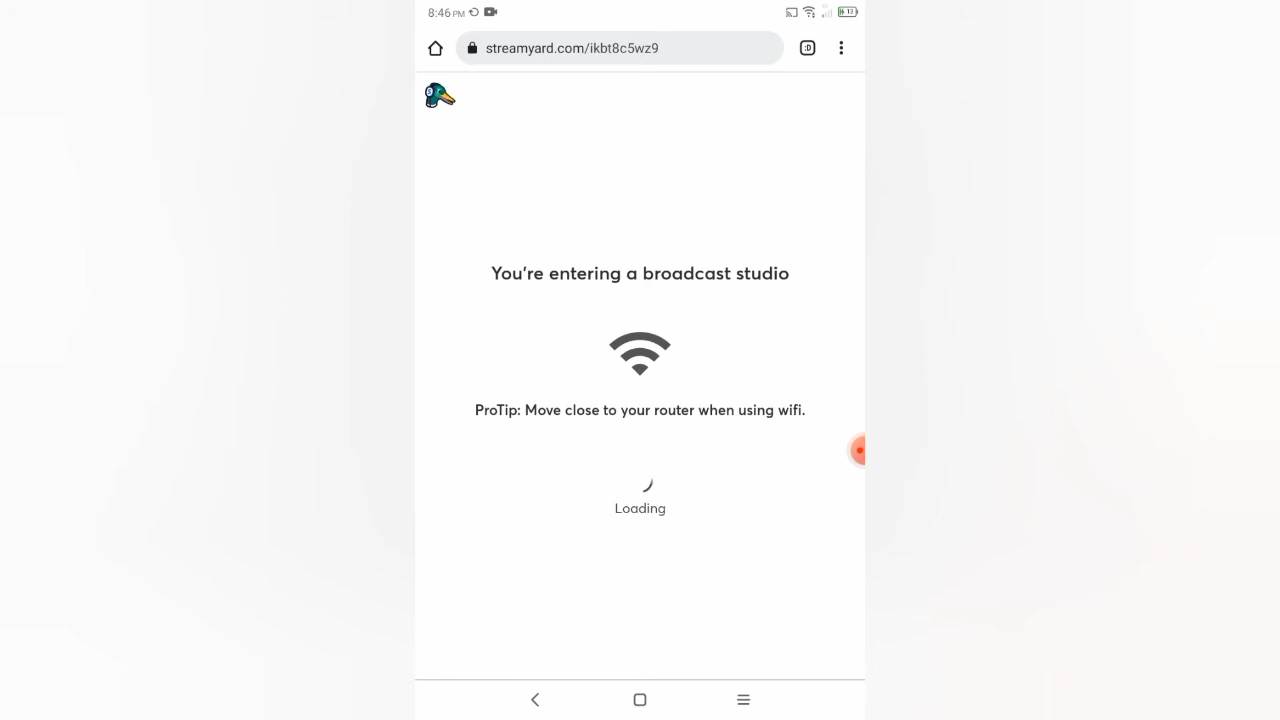 8:46 PM
13
streamyard.com/ikbt8c5wz9
:D
You're entering a broadcast studio
ProTip: Move close to your router when using wifi.
Loading